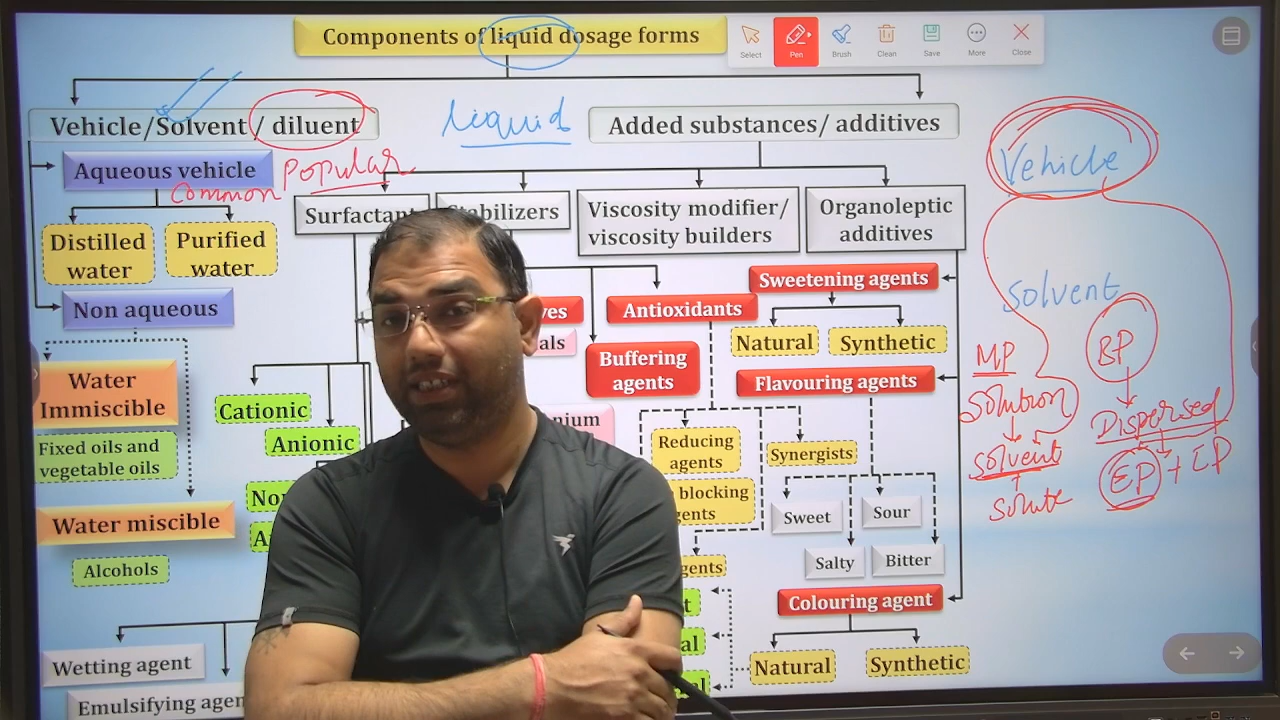 Components of liquid dosage forms
Select
Pen
Brush
Clean
Save
More
Close
Vehicle/Solvent / diluent
liquid
Added substances/ additives
Vehicle
Aqueous vehicle
Common
Popular
Distilled
water
Purified
water
Surfactant
Viscosity modifier/
viscosity builders
Organoleptic
additives
Non aqueous
Water
Immiscible
Fixed oils and
vegetable oils
Water miscible
Alcohols
Cationic
Anionic
Antioxidants
Buffering
agents
Reducing
agents
blocking
Synergists
Sweetening agents
Natural
Synthetic
Flavouring agents
Sweet
Sour
Salty
Bitter
Colouring agent
Natural
Synthetic
Wetting agent
Emulsifying
Solvent
MP
Solution
Solvent
Solute
BP
Dispersed
EP + IP